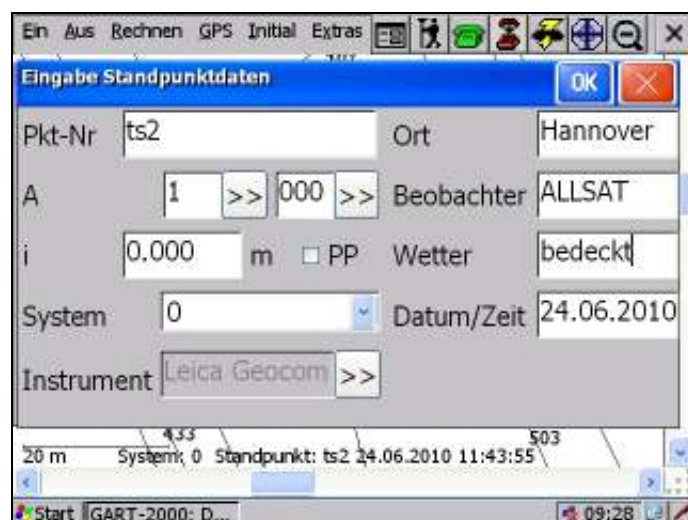 Ein Aus Rechnen GPS Initial Extras
Eingabe Standpunktdaten OK
Pkt-Nr ts2 Ort Hannover
A 1 >> 000 >> Beobachter ALLSAT
i 0.000 m PP Wetter bedeckt
System 0 Datum/Zeit 24.06.2010
Instrument Leica Geocom >>
433 503
20 m System: 0 Standpunkt: ts2 24.06.2010 11:43:55
Start GART-2000: D... 09:28